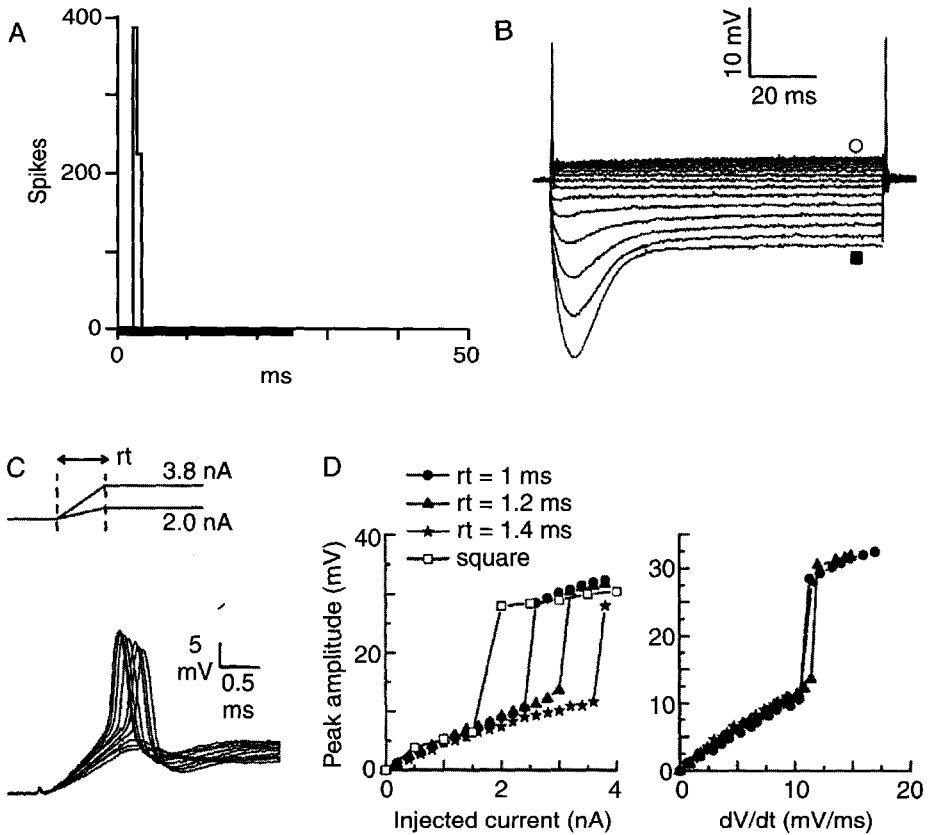 A
400
200
0
Spikes
0
50
ms
B
10 mV
20 ms
C
rt
3.8 nA
2.0 nA
5
mV
0.5
ms
D
rt = 1 ms
rt = 1.2 ms
rt = 1.4 ms
square
40
20
0
Peak amplitude (mV)
0
2
4
Injected current (nA)
30
20
10
0
0
10
20
dV/dt (mV/ms)